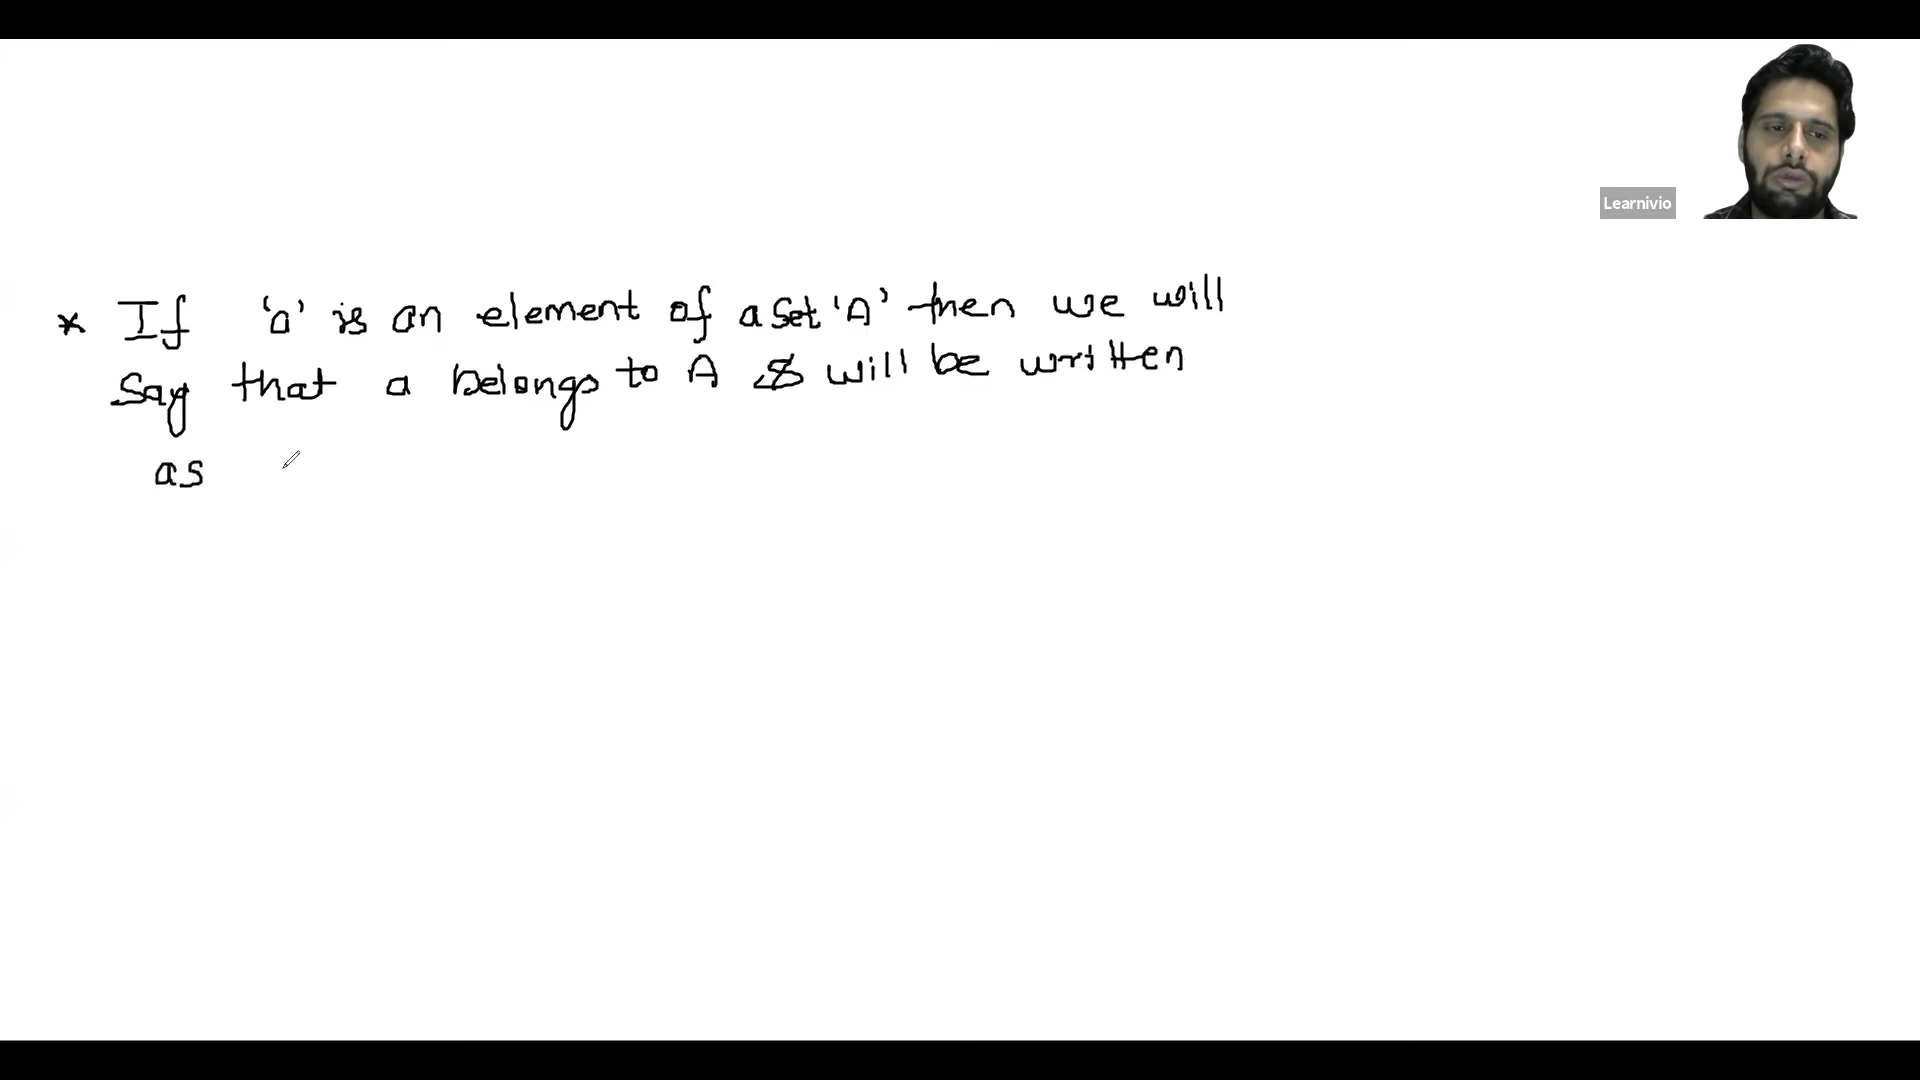 Learnivio
* If 'a' is an element of a set 'A' then we will
say that a belongs to A & will be written
as